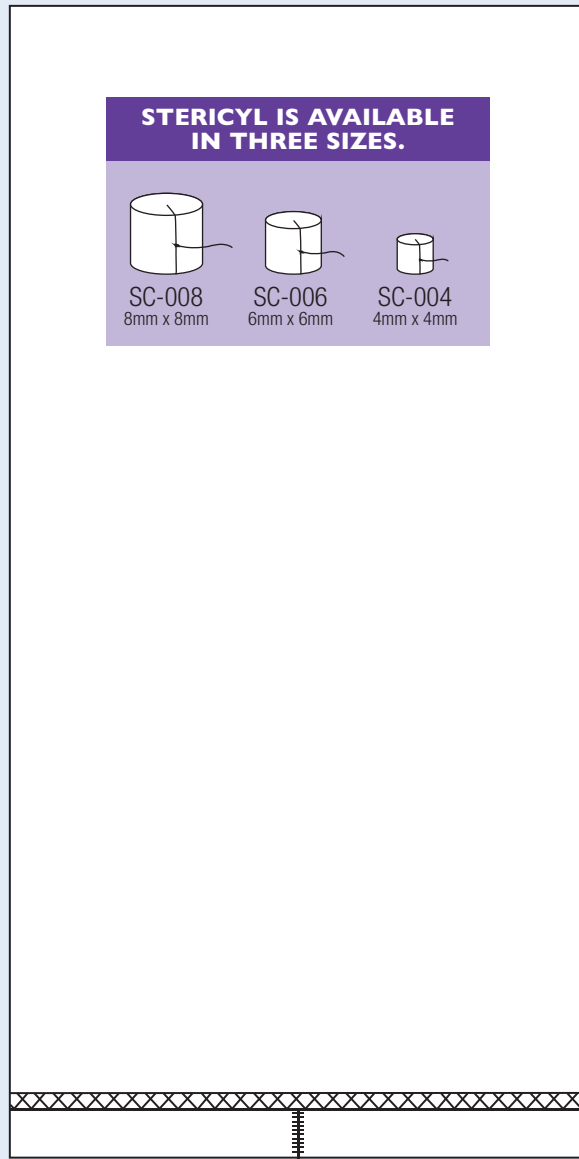 STERICYL IS AVAILABLE
IN THREE SIZES.
SC-008 SC-006 SC-004
8mm x 8mm 6mm x 6mm 4mm x 4mm